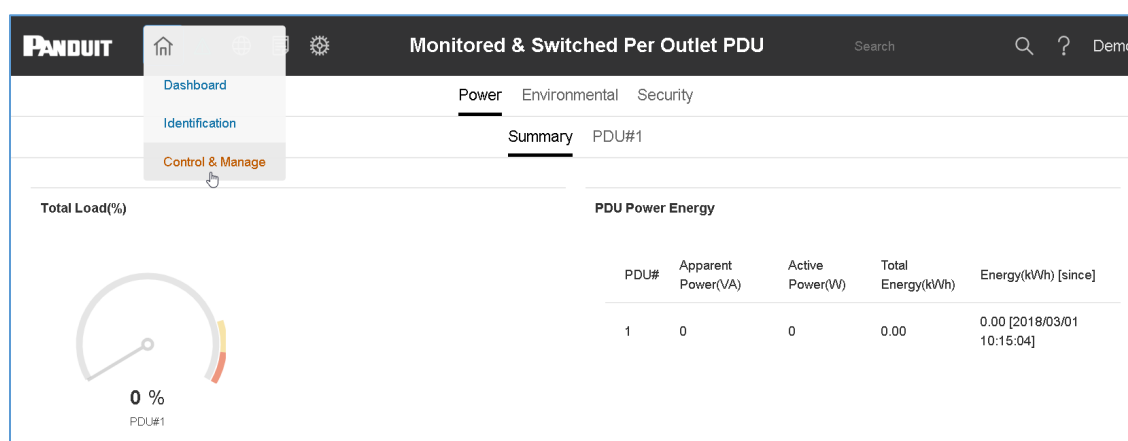 PANDUIT
Monitored & Switched Per Outlet PDU
Search
?
Demo
Dashboard
Identification
Control & Manage
Power Environmental Security
Summary PDU#1
Total Load(%)
0 %
PDU#1
PDU Power Energy
PDU# Apparent Power(VA) Active Power(W) Total Energy(kWh) Energy(kWh) [since]
1 0 0 0.00 0.00 [2018/03/01
10:15:04]